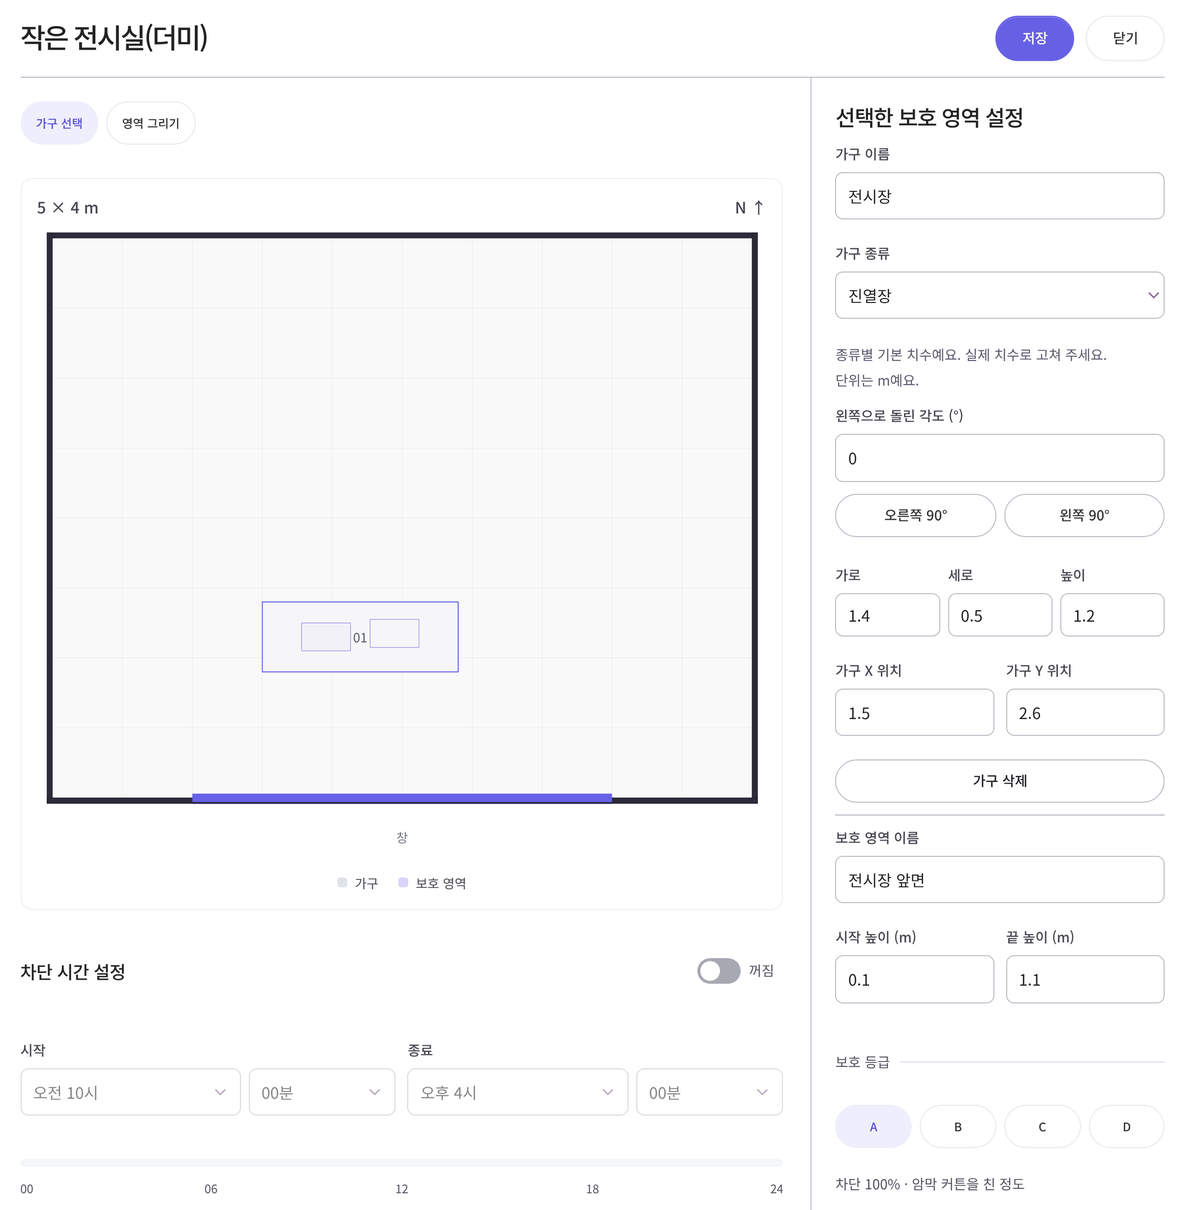 작은 전시실(더미)
저장
닫기
가구 선택
영역 그리기
5 × 4 m
N ↑
01
창
가구
보호 영역
차단 시간 설정
꺼짐
시작
종료
오전 10시
00분
오후 4시
00분
00
06
12
18
24
선택한 보호 영역 설정
가구 이름
전시장
가구 종류
진열장
종류별 기본 치수예요. 실제 치수로 고쳐 주세요.
단위는 m예요.
왼쪽으로 돌린 각도 (°)
0
오른쪽 90°
왼쪽 90°
가로
세로
높이
1.4
0.5
1.2
가구 X 위치
가구 Y 위치
1.5
2.6
가구 삭제
보호 영역 이름
전시장 앞면
시작 높이 (m)
끝 높이 (m)
0.1
1.1
보호 등급
A
B
C
D
차단 100% · 암막 커튼을 친 정도